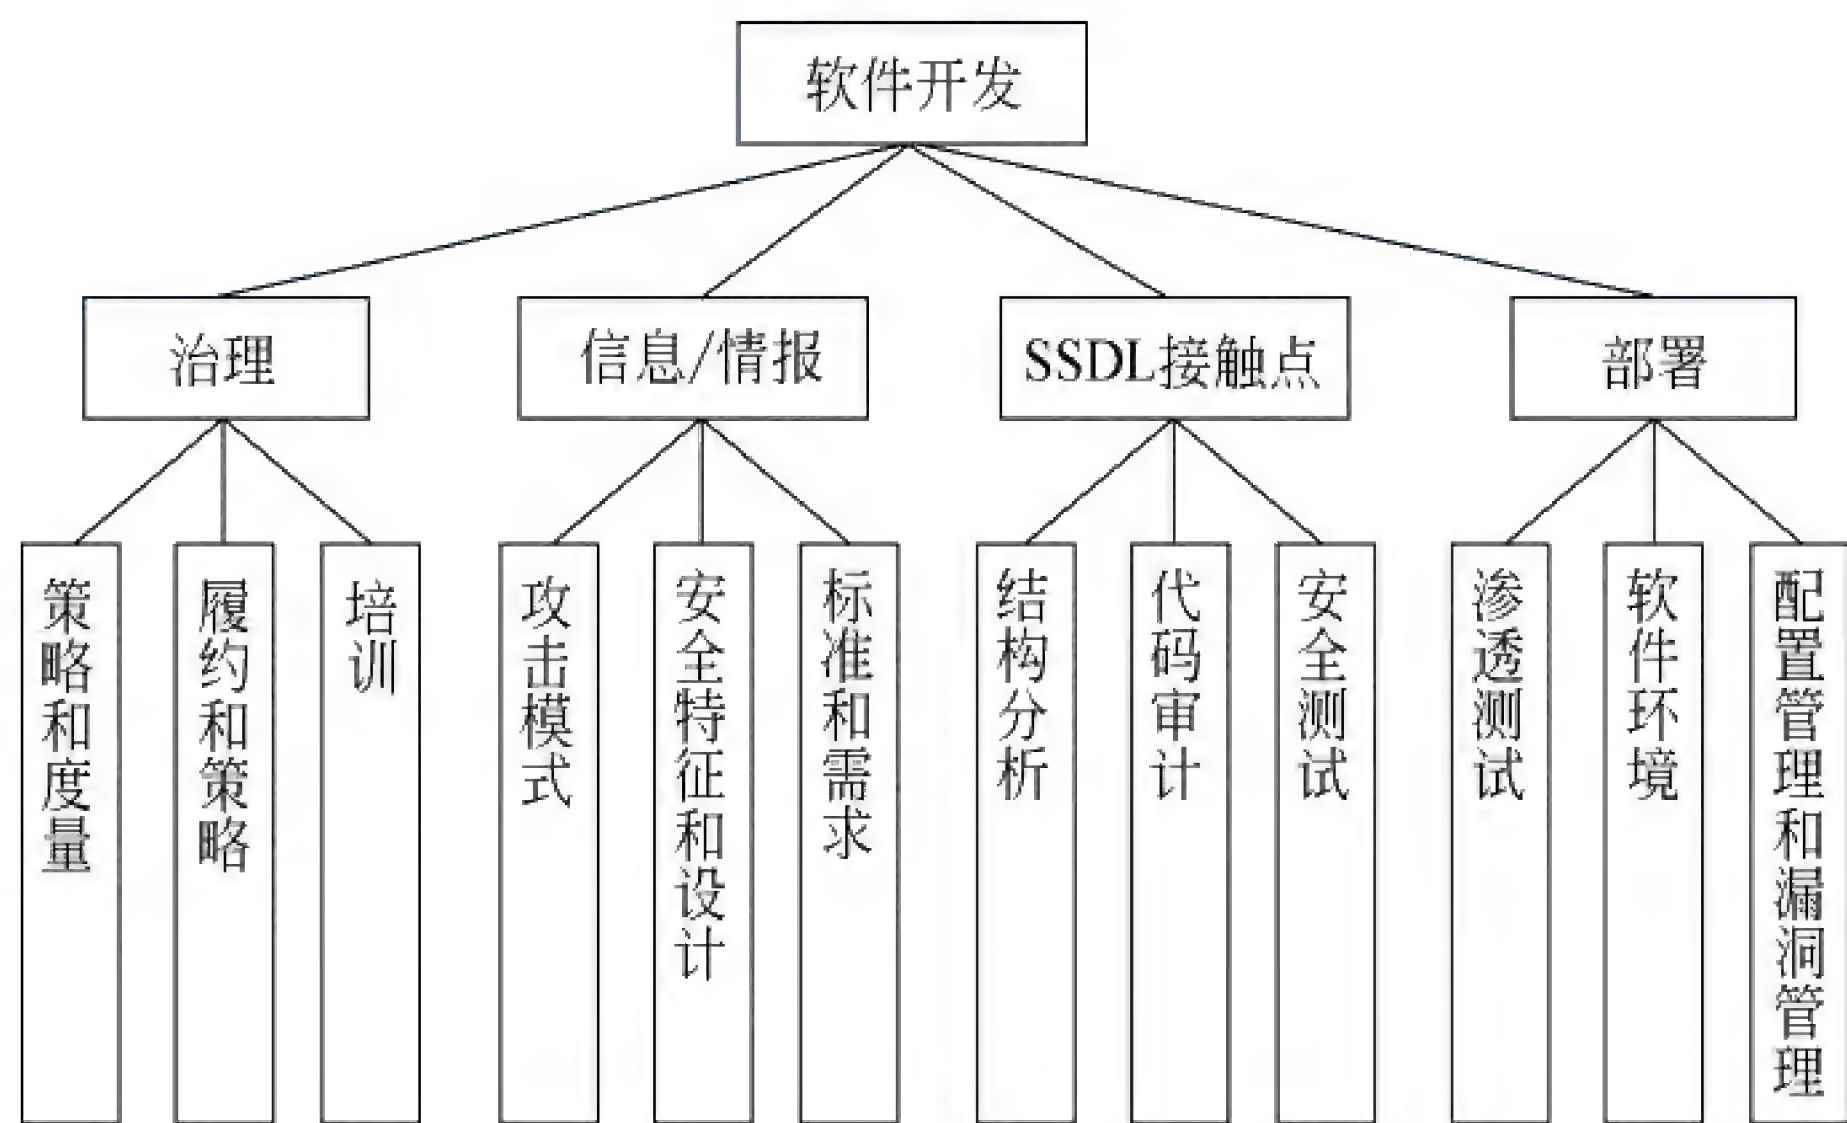 软件开发
治理
信息/情报
SSDL接触点
部署
策略和度量
履约和策略
培训
攻击模式
安全特征和设计
标准和需求
结构分析
代码审计
安全测试
渗透测试
软件环境
配置管理和漏洞管理